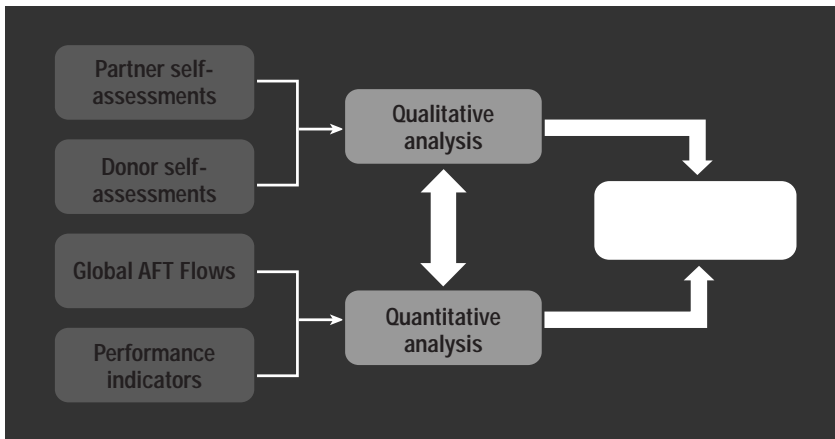 Partner self-
assessments
Donor self-
assessments
Global AFT Flows
Performance
indicators
Qualitative
analysis
Quantitative
analysis